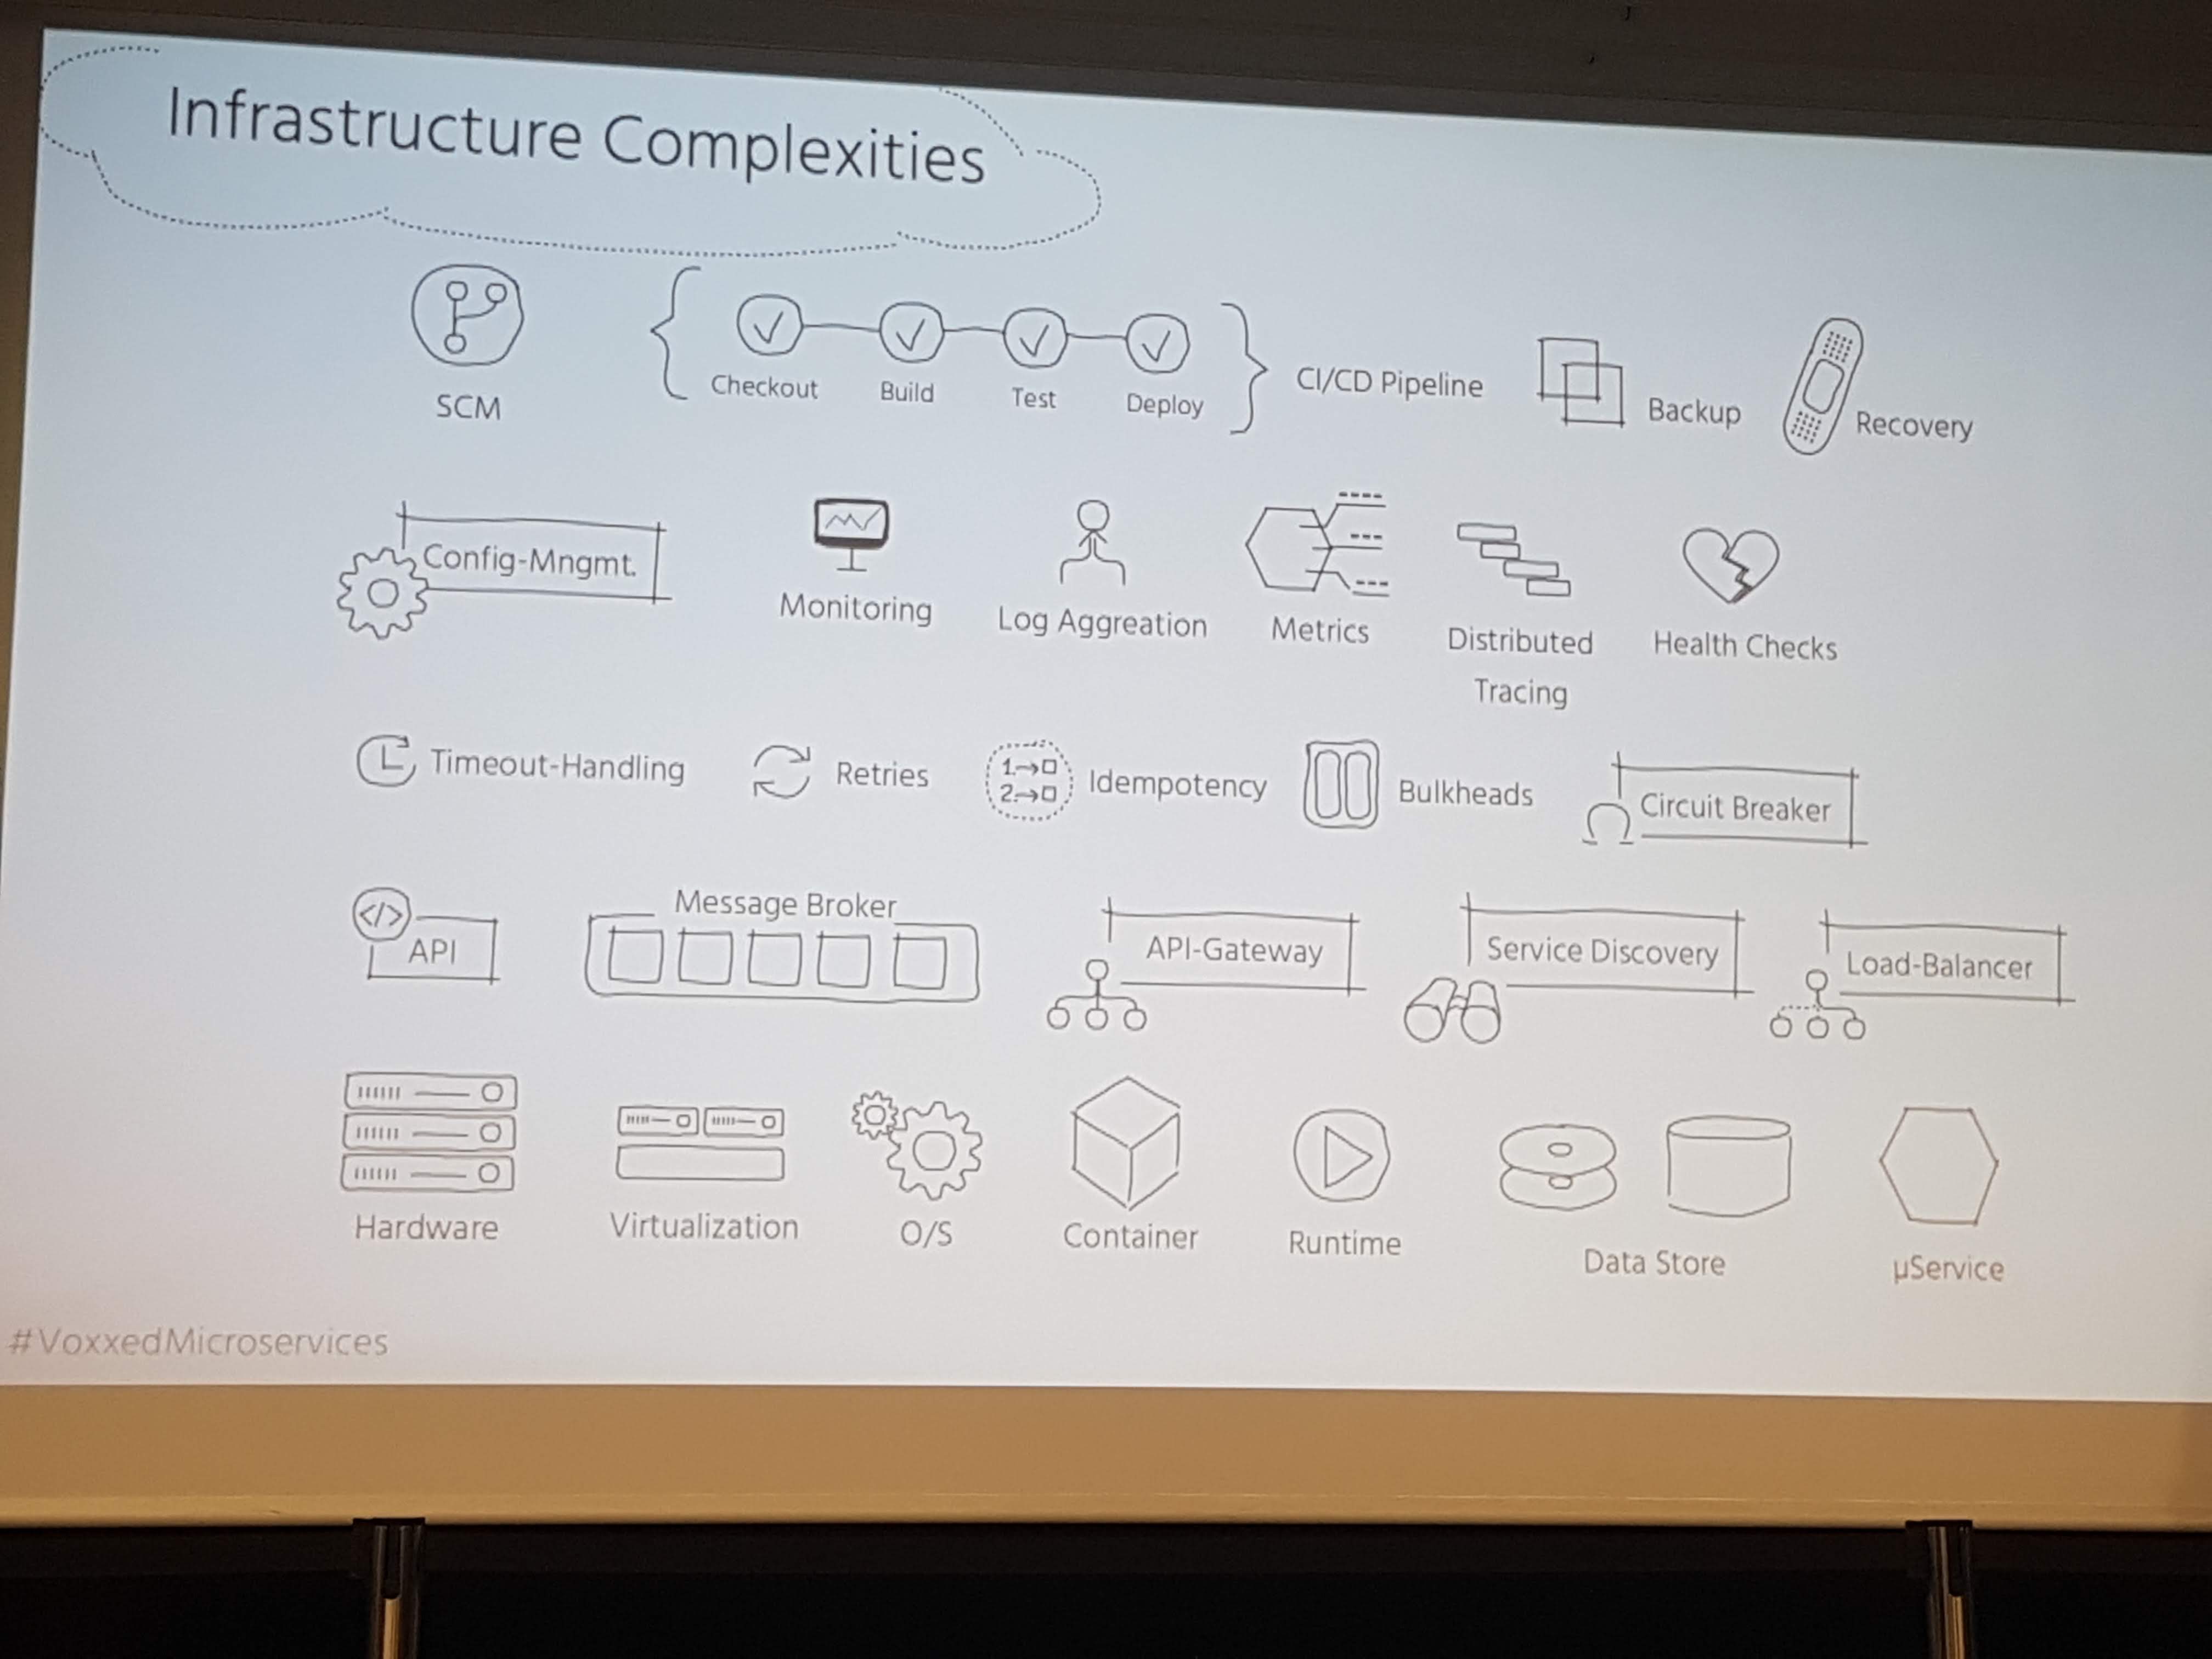 Infrastructure Complexities
SCM
Checkout
Build
Test
Deploy
CI/CD Pipeline
Backup
Recovery
Config-Mngmt.
Monitoring
Log Aggreation
Metrics
Distributed
Tracing
Health Checks
Timeout-Handling
Retries
1.→
2.→
Idempotency
Bulkheads
Circuit Breaker
</>
API
Message Broker
API-Gateway
Service Discovery
Load-Balancer
Hardware
Virtualization
O/S
Container
Runtime
Data Store
µService
#VoxxedMicroservices